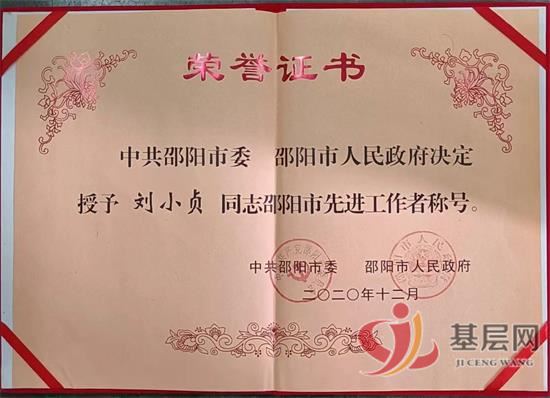 荣誉证书
中共邵阳市委 邵阳市人民政府决定
授予 刘小贞 同志邵阳市先进工作者称号。
中共邵阳市委 邵阳市人民政府
二〇二〇年十二月
基层网
JI CENG WANG